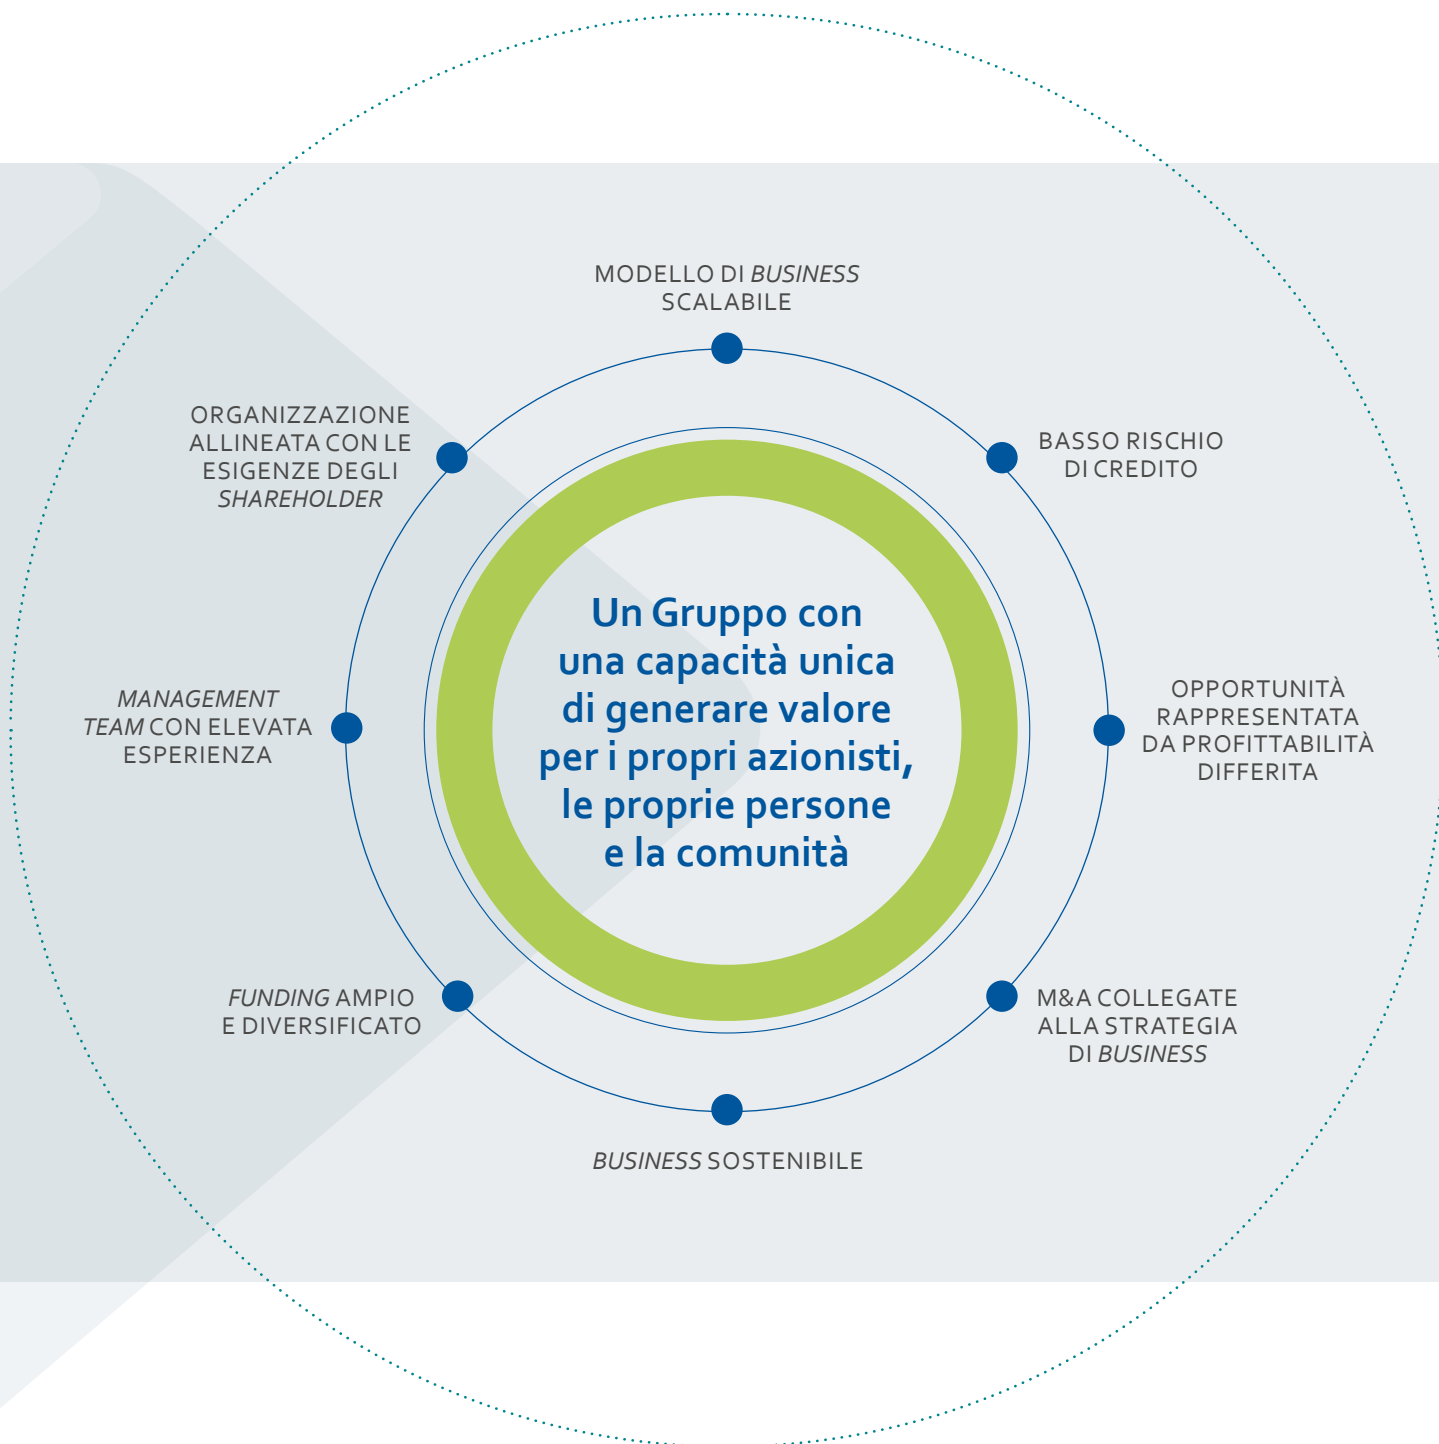 MODELLO DI BUSINESS
SCALABILE
BASSO RISCHIO
DI CREDITO
OPPORTUNITÀ
RAPPRESENTATA
DA PROFITTABILITÀ
DIFFERITA
M&A COLLEGATE
ALLA STRATEGIA
DI BUSINESS
BUSINESS SOSTENIBILE
FUNDING AMPIO
E DIVERSIFICATO
MANAGEMENT
TEAM CON ELEVATA
ESPERIENZA
ORGANIZZAZIONE
ALLINEATA CON LE
ESIGENZE DEGLI
SHAREHOLDER
Un Gruppo con
una capacità unica
di generare valore
per i propri azionisti,
le proprie persone
e la comunità